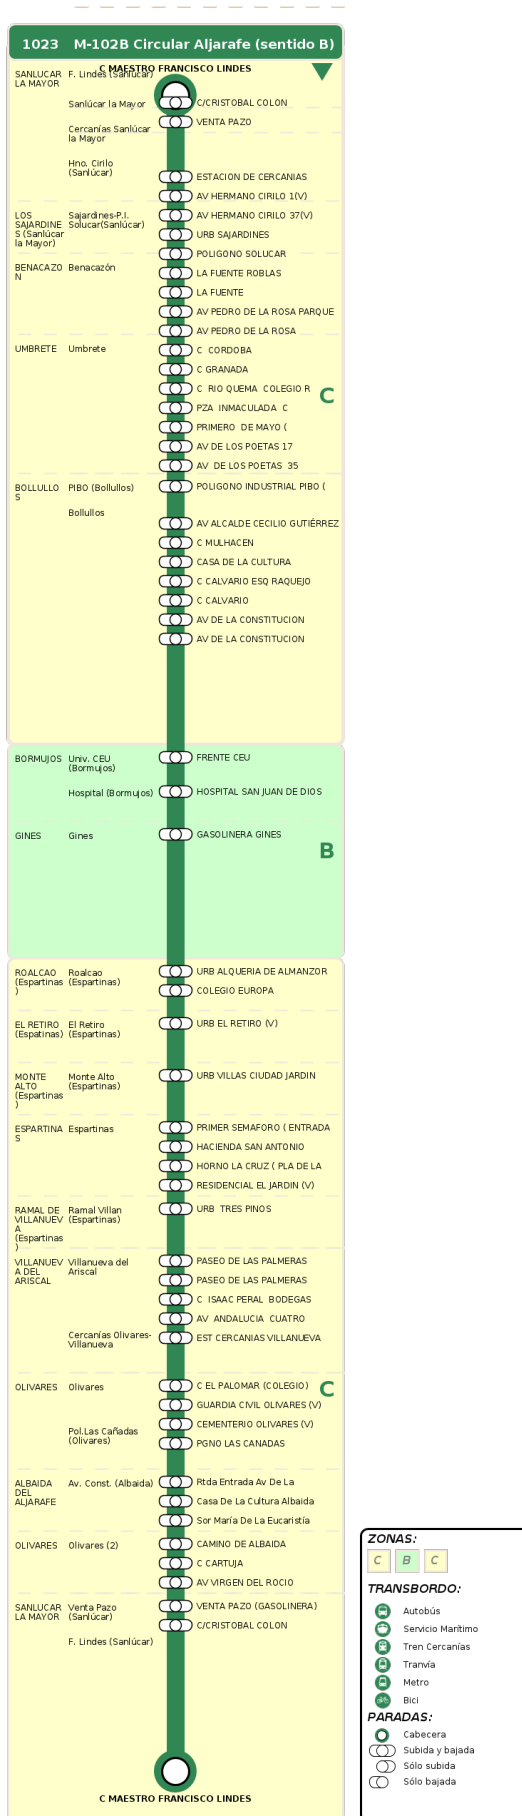 1023 M-102B Circular Aljarafe (sentido B)
C MAESTRO FRANCISCO LINDES
SANLUCAR
LA MAYOR
F. Lindes (Sanlúcar)
Sanlúcar la Mayor
C/CRISTOBAL COLON
Cercanías Sanlúcar
la Mayor
VENTA PAZO
Hno. Cirilo
(Sanlúcar)
ESTACION DE CERCANIAS
AV HERMANO CIRILO 1(V)
LOS
SAJARDINE
S (Sanlúcar
la Mayor)
Sajardines-P.I.
Solucar(Sanlúcar)
AV HERMANO CIRILO 37(V)
URB SAJARDINES
POLIGONO SOLUCAR
BENACAZO
N
Benacazón
LA FUENTE ROBLAS
LA FUENTE
AV PEDRO DE LA ROSA PARQUE
AV PEDRO DE LA ROSA
UMBRETE
Umbrete
C CORDOBA
C GRANADA
C RIO QUEMA COLEGIO R
C
PZA INMACULADA C
PRIMERO DE MAYO (
AV DE LOS POETAS 17
AV DE LOS POETAS 35
BOLLULLO
S
PIBO (Bollullos)
POLIGONO INDUSTRIAL PIBO (
Bollullos
AV ALCALDE CECILIO GUTIÉRREZ
C MULHACEN
CASA DE LA CULTURA
C CALVARIO ESQ RAQUEJO
C CALVARIO
AV DE LA CONSTITUCION
AV DE LA CONSTITUCION
BORMUJOS
Univ. CEU
(Bormujos)
FRENTE CEU
Hospital (Bormujos)
HOSPITAL SAN JUAN DE DIOS
GINES
Gines
GASOLINERA GINES
B
ROALCAO
(Espartinas
)
Roalcao
(Espartinas)
URB ALQUERIA DE ALMANZOR
COLEGIO EUROPA
EL RETIRO
(Espatinas)
El Retiro
(Espartinas)
URB EL RETIRO (V)
MONTE
ALTO
(Espartinas
)
Monte Alto
(Espartinas)
URB VILLAS CIUDAD JARDIN
ESPARTINA
S
Espartinas
PRIMER SEMAFORO ( ENTRADA
HACIENDA SAN ANTONIO
HORNO LA CRUZ ( PLA DE LA
RESIDENCIAL EL JARDIN (V)
RAMAL DE
VILLANUEV
A
(Espartinas
)
Ramal Villan
(Espartinas)
URB TRES PINOS
VILLANUEV
A DEL
ARISCAL
Villanueva del
Ariscal
PASEO DE LAS PALMERAS
PASEO DE LAS PALMERAS
C ISAAC PERAL BODEGAS
AV ANDALUCIA CUATRO
Cercanías Olivares-
Villanueva
EST CERCANIAS VILLANUEVA
OLIVARES
Olivares
C EL PALOMAR (COLEGIO)
C
GUARDIA CIVIL OLIVARES (V)
CEMENTERIO OLIVARES (V)
Pol.Las Cañadas
(Olivares)
PGNO LAS CANADAS
ALBAIDA
DEL
ALJARAFE
Av. Const. (Albaida)
Rtda Entrada Av De La
Casa De La Cultura Albaida
Sor María De La Eucaristía
OLIVARES
Olivares (2)
CAMINO DE ALBAIDA
C CARTUJA
AV VIRGEN DEL ROCIO
SANLUCAR
LA MAYOR
Venta Pazo
(Sanlúcar)
VENTA PAZO (GASOLINERA)
C/CRISTOBAL COLON
F. Lindes (Sanlúcar)
C MAESTRO FRANCISCO LINDES
ZONAS:
C B C
TRANSBORDO:
Autobús
Servicio Marítimo
Tren Cercanías
Tranvía
Metro
Bici
PARADAS:
Cabecera
Subida y bajada
Sólo subida
Sólo bajada